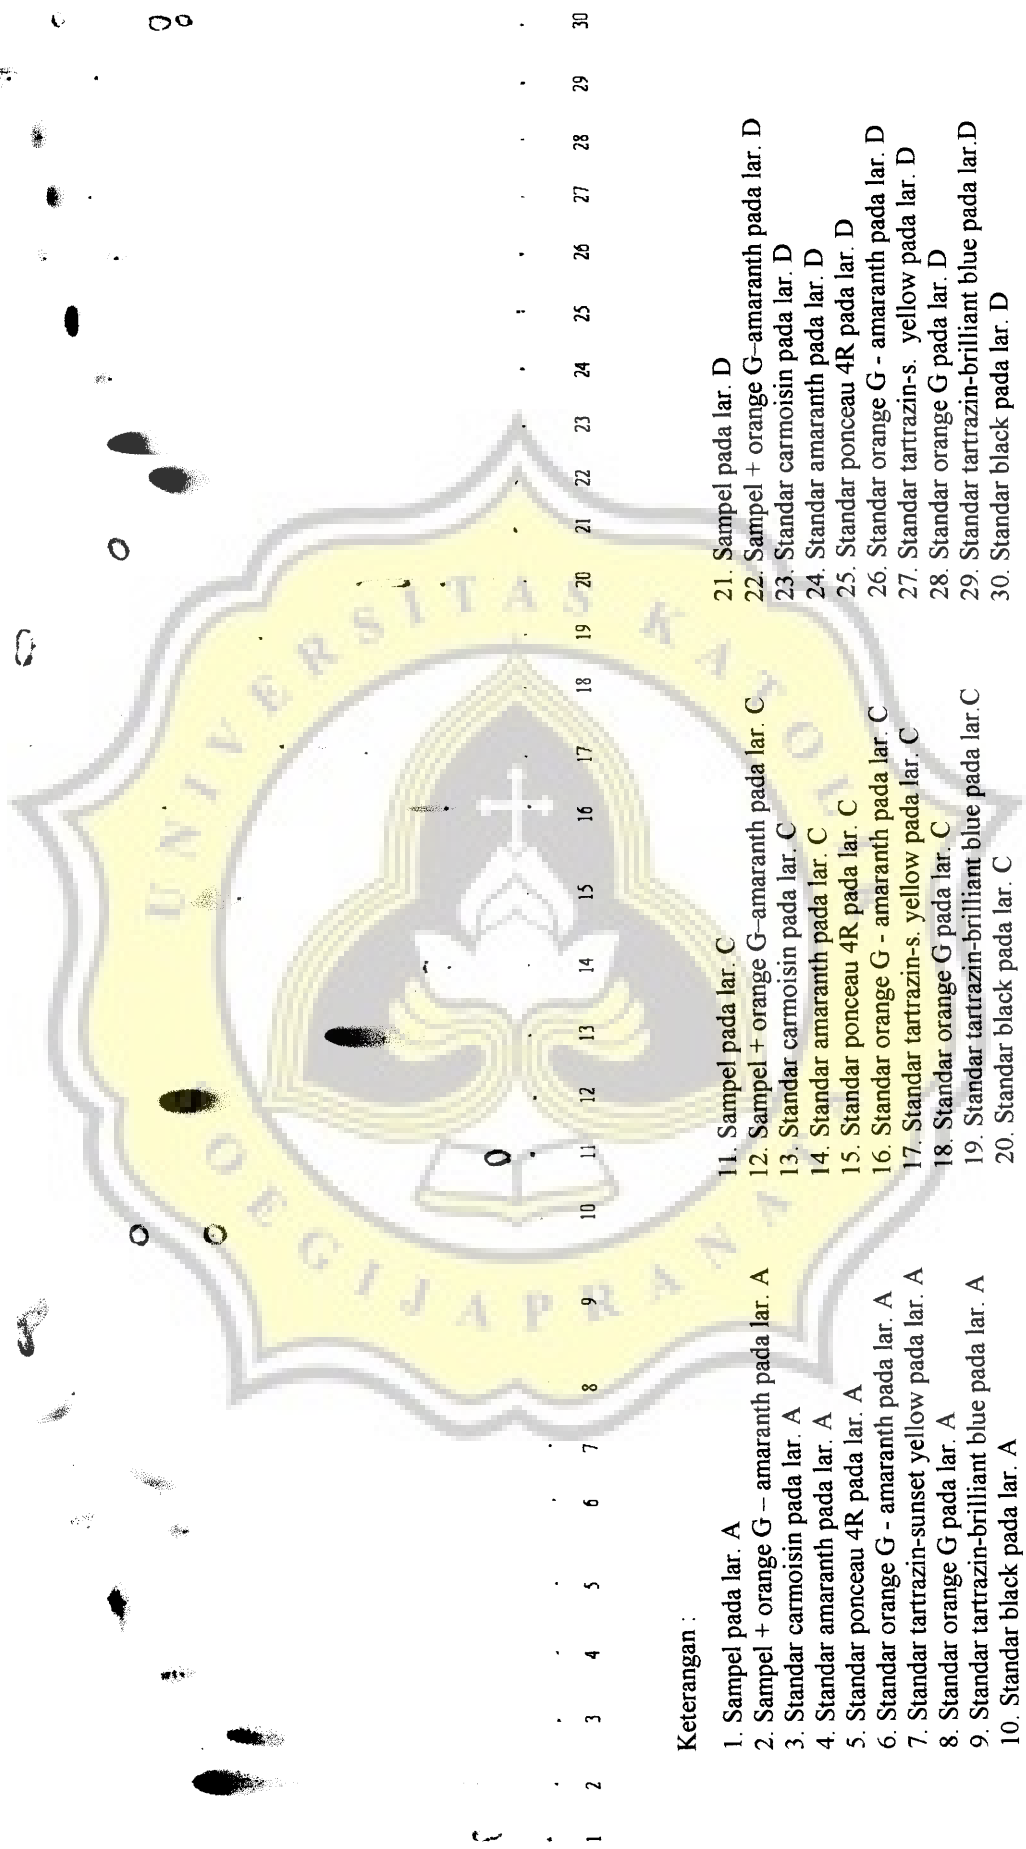 1 2 3 4 5 6 7 8 9 10 11 12 13 14 15 16 17 18 19 20 21 22 23 24 25 26 27 28 29 30
Keterangan :
1. Sampel pada lar. A
2. Sampel + orange G – amaranth pada lar. A
3. Standar carmoisin pada lar. A
4. Standar amaranth pada lar. A
5. Standar ponceau 4R pada lar. A
6. Standar orange G - amaranth pada lar. A
7. Standar tartrazin-sunset yellow pada lar. A
8. Standar orange G pada lar. A
9. Standar tartrazin-brilliant blue pada lar. A
10. Standar black pada lar. A
11. Sampel pada lar. C
12. Sampel + orange G–amaranth pada lar. C
13. Standar carmoisin pada lar. C
14. Standar amaranth pada lar. C
15. Standar ponceau 4R pada lar. C
16. Standar orange G - amaranth pada lar. C
17. Standar tartrazin-s. yellow pada lar. C
18. Standar orange G pada lar. C
19. Standar tartrazin-brilliant blue pada lar.C
20. Standar black pada lar. C
21. Sampel pada lar. D
22. Sampel + orange G–amaranth pada lar. D
23. Standar carmoisin pada lar. D
24. Standar amaranth pada lar. D
25. Standar ponceau 4R pada lar. D
26. Standar orange G - amaranth pada lar. D
27. Standar tartrazin-s. yellow pada lar. D
28. Standar orange G pada lar. D
29. Standar tartrazin-brilliant blue pada lar.D
30. Standar black pada lar. D
UNIVERSITAS KATOLIK
SOEGIJAPRANATA